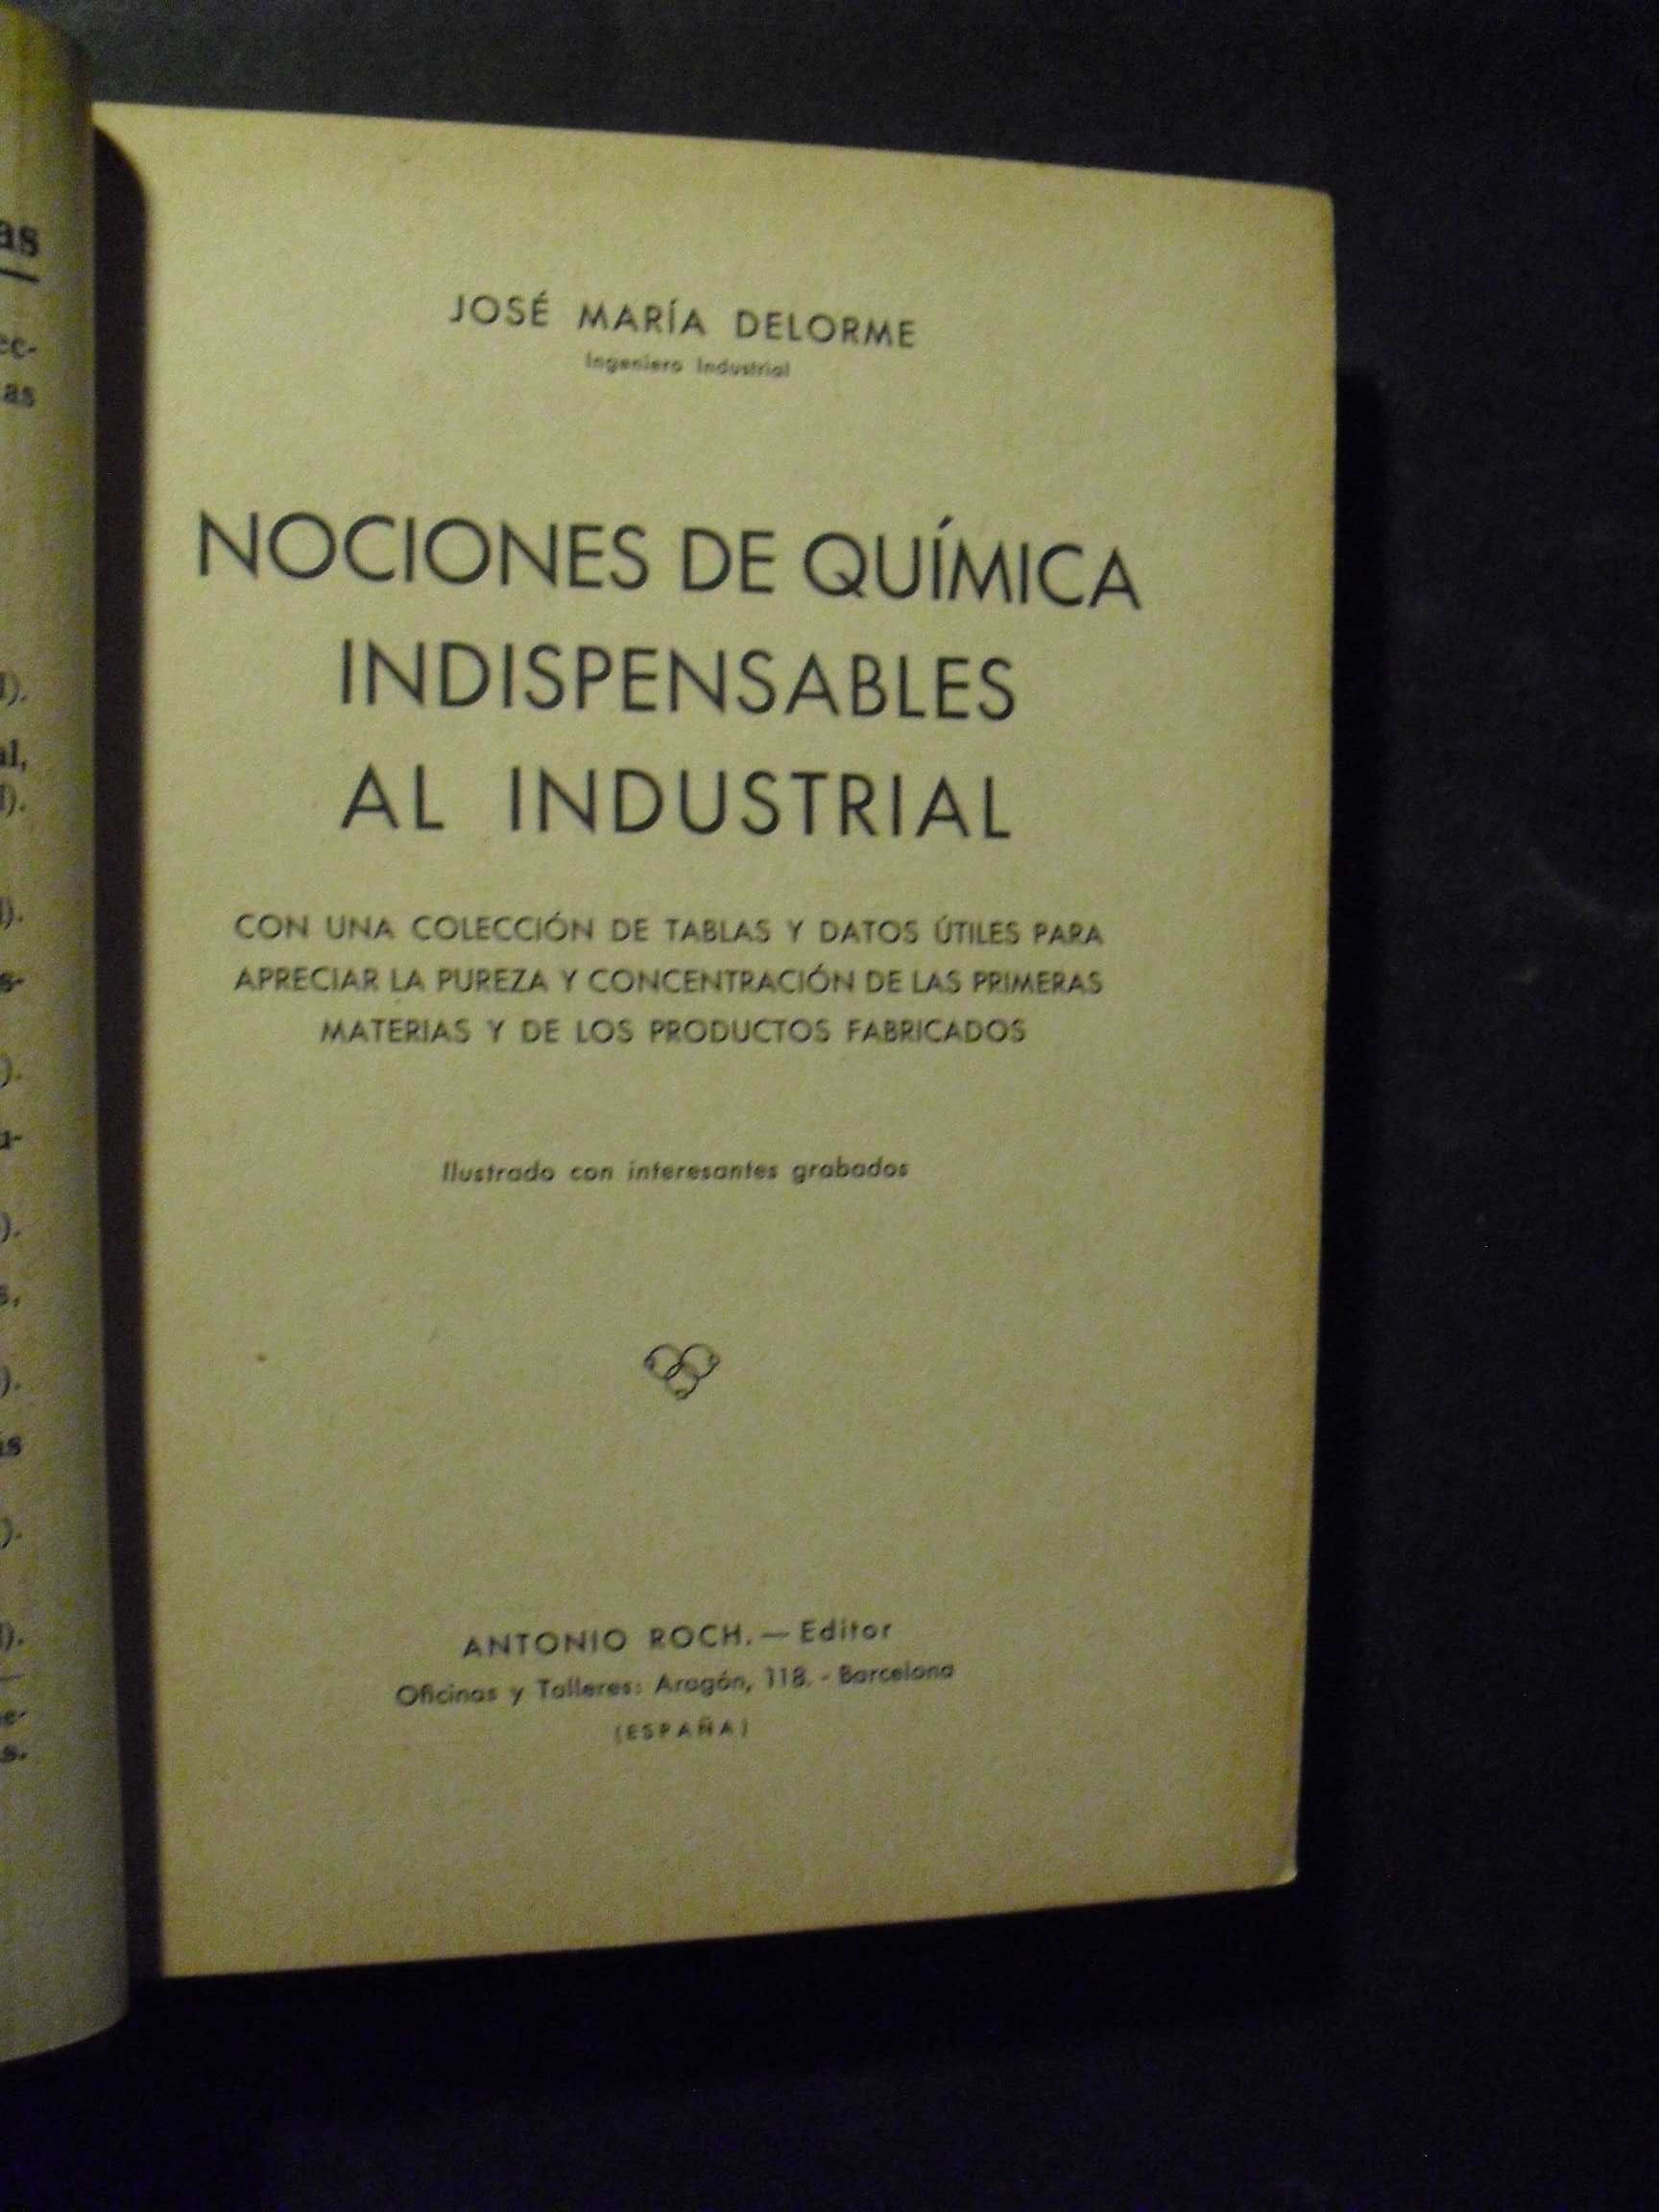 JOSÉ MARÍA DELORME
Ingeniero Industrial
NOCIONES DE QUÍMICA
INDISPENSABLES
AL INDUSTRIAL
CON UNA COLECCIÓN DE TABLAS Y DATOS ÚTILES PARA
APRECIAR LA PUREZA Y CONCENTRACIÓN DE LAS PRIMERAS
MATERIAS Y DE LOS PRODUCTOS FABRICADOS
Ilustrado con interesantes grabados
ANTONIO ROCH. — Editor
Oficinas y Talleres: Aragón, 118. - Barcelona
(ESPAÑA)